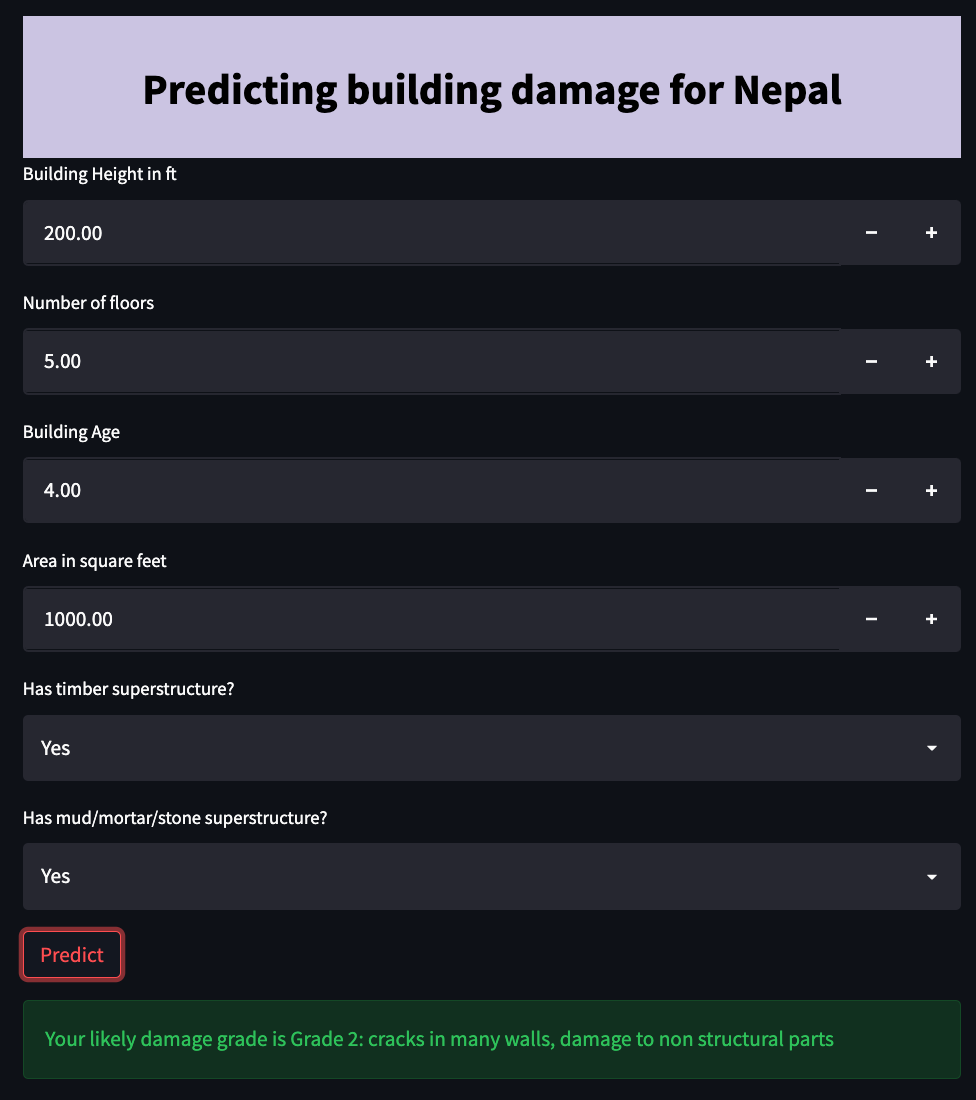 Predicting building damage for Nepal
Building Height in ft
200.00
Number of floors
5.00
Building Age
4.00
Area in square feet
1000.00
Has timber superstructure?
Yes
Has mud/mortar/stone superstructure?
Yes
Predict
Your likely damage grade is Grade 2: cracks in many walls, damage to non structural parts